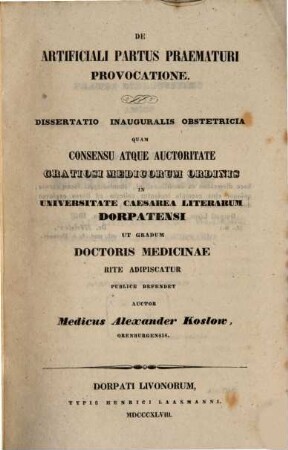 DE
ARTIFICIALI PARTUS PRAEMATURI
PROVOCATIONE.
DISSERTATIO INAUGURALIS OBSTETRICIA
QUAM
CONSENSU ATQUE AUCTORITATE
GRATIOSI MEDICORUM ORDINIS
IN
UNIVERSITATE CAESAREA LITERARUM
DORPATENSI
UT GRADUM
DOCTORIS MEDICINAE
RITE ADIPISCATUR
PUBLICE DEFENDET
AUCTOR
Medicus Alexander Koslow,
ORENBURGENSIS.
DORPATI LIVONORUM,
TYPIS HENRICI LAAKMANNI.
MDCCCXLVIII.